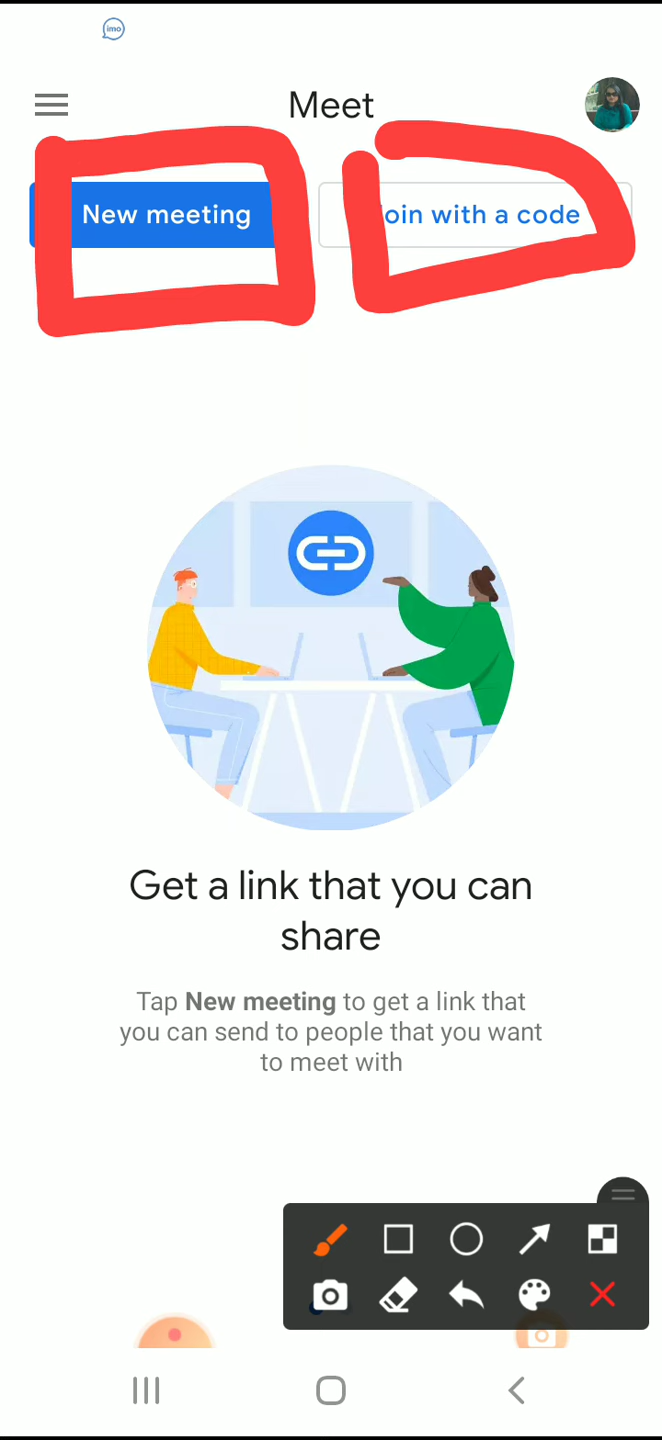 imo
Meet
New meeting
oin with a code
Get a link that you can
share
Tap New meeting to get a link that
you can send to people that you want
to meet with